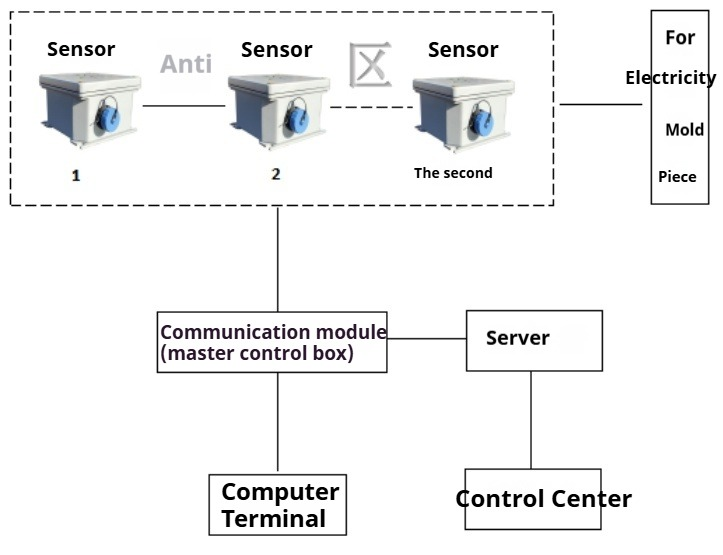 Sensor
Anti
Sensor
区
Sensor
1
2
The second
For
Electricity
Mold
Piece
Communication module
(master control box)
Server
Computer
Terminal
Control Center